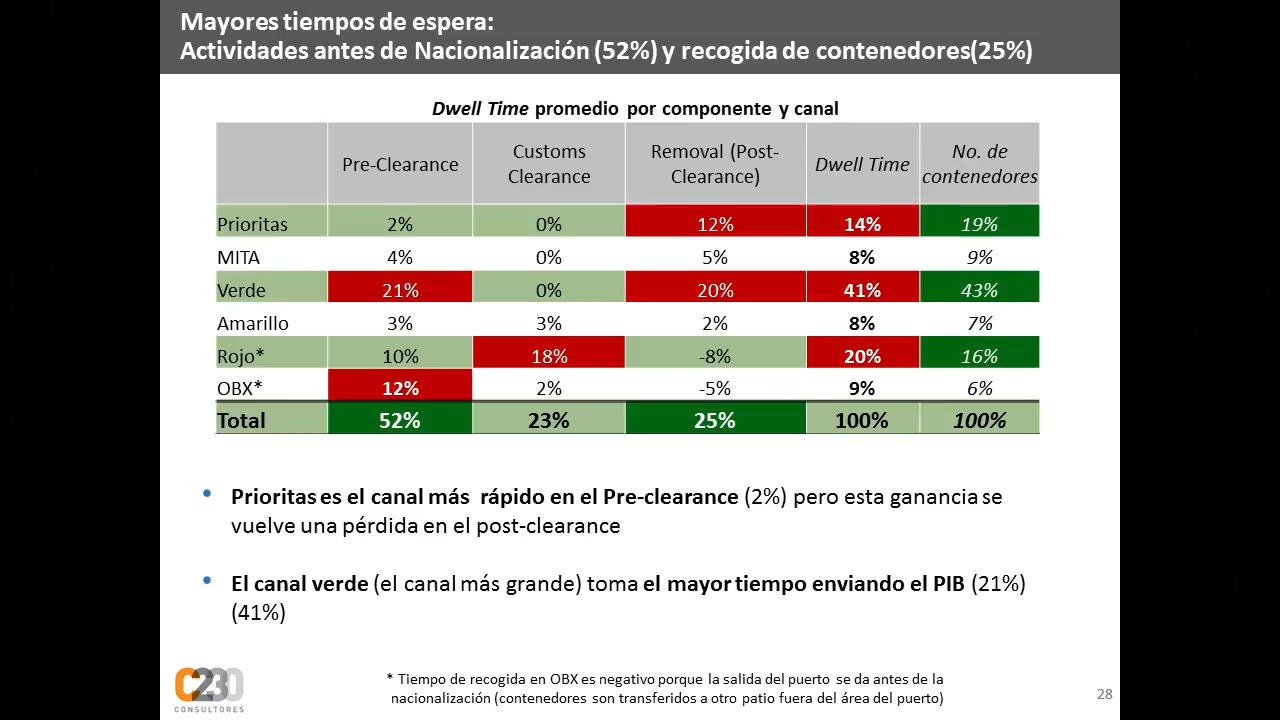 Mayores tiempos de espera:
Actividades antes de Nacionalización (52%) y recogida de contenedores(25%)
Dwell Time promedio por componente y canal
Pre-Clearance Customs Clearance Removal (Post-Clearance) Dwell Time No. de contenedores
Prioritas 2% 0% 12% 14% 19%
MITA 4% 0% 5% 8% 9%
Verde 21% 0% 20% 41% 43%
Amarillo 3% 3% 2% 8% 7%
Rojo* 10% 18% -8% 20% 16%
OBX* 12% 2% -5% 9% 6%
Total 52% 23% 25% 100% 100%
• Prioritas es el canal más rápido en el Pre-clearance (2%) pero esta ganancia se
vuelve una pérdida en el post-clearance
• El canal verde (el canal más grande) toma el mayor tiempo enviando el PIB (21%)
(41%)
* Tiempo de recogida en OBX es negativo porque la salida del puerto se da antes de la
nacionalización (contenedores son transferidos a otro patio fuera del área del puerto)
C230
CONSULTORES
28